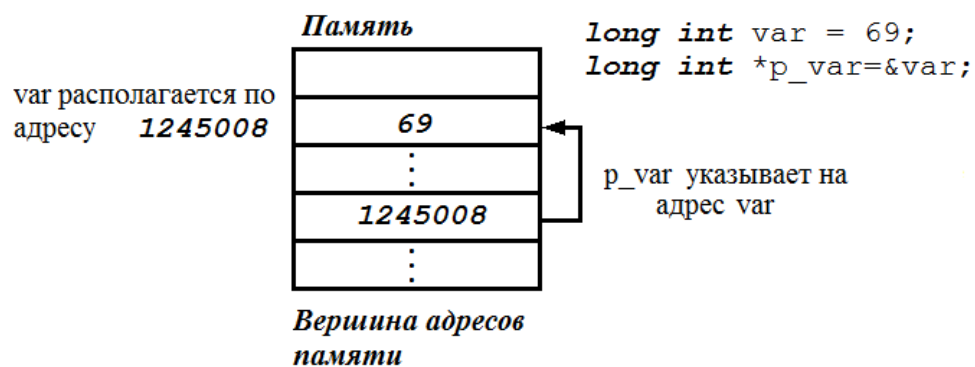 Память
long int var = 69;
long int *p_var=&var;
var располагается по
адресу 1245008
69
⋮
1245008
⋮
p_var указывает на
адрес var
Вершина адресов
памяти